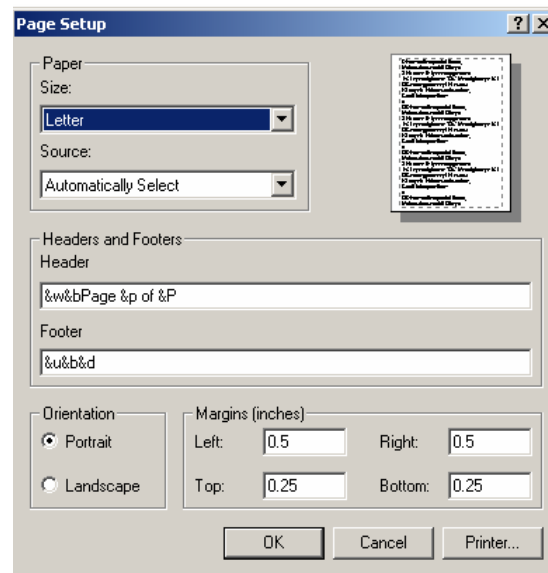 Page Setup
Paper
Size:
Letter
Source:
Automatically Select
Headers and Footers
Header
&w&bPage &p of &P
Footer
&u&b&d
Orientation
Portrait
Landscape
Margins (inches)
Left: 0.5 Right: 0.5
Top: 0.25 Bottom: 0.25
OK Cancel Printer...